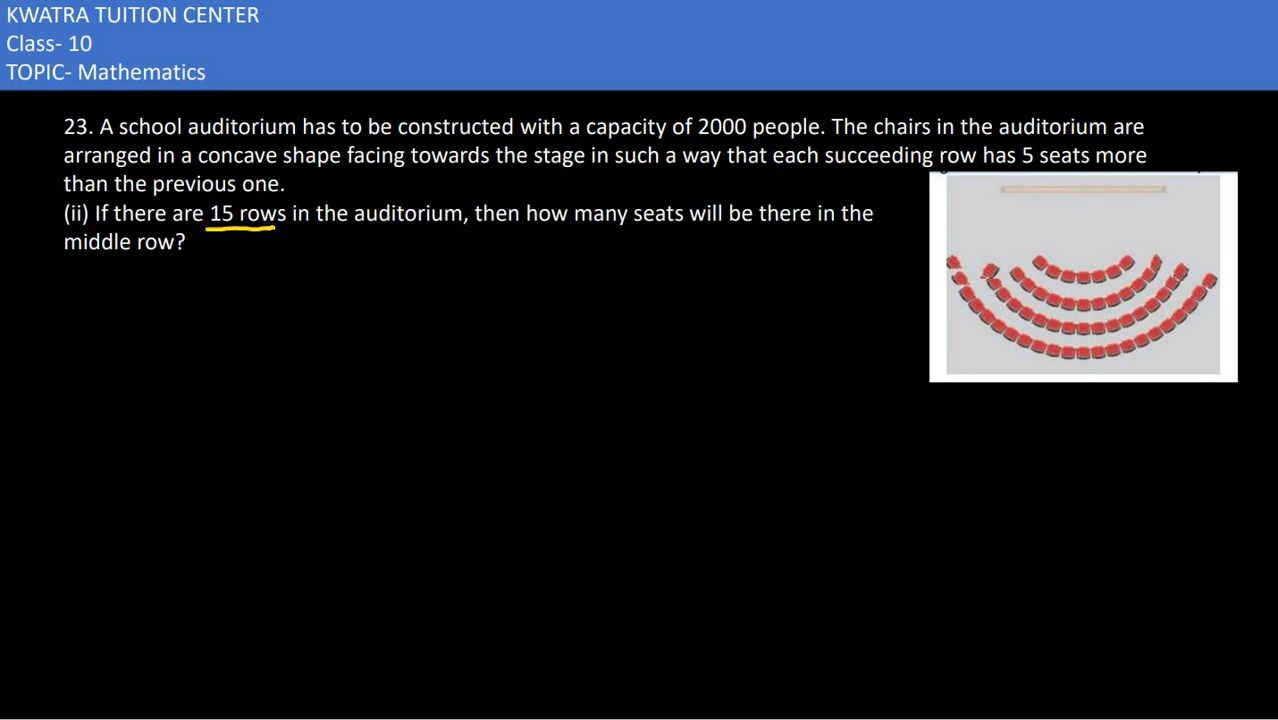 KWATRA TUITION CENTER
Class- 10
TOPIC- Mathematics
23. A school auditorium has to be constructed with a capacity of 2000 people. The chairs in the auditorium are
arranged in a concave shape facing towards the stage in such a way that each succeeding row has 5 seats more
than the previous one.
(ii) If there are 15 rows in the auditorium, then how many seats will be there in the
middle row?